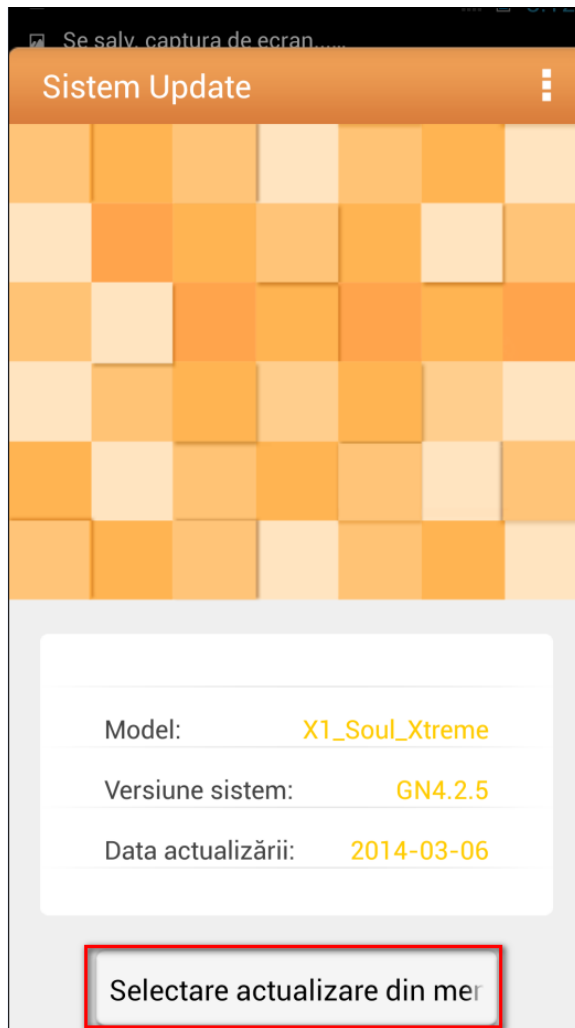 Se salv. captura de ecran......
Sistem Update
Model: X1_Soul_Xtreme
Versiune sistem: GN4.2.5
Data actualizării: 2014-03-06
Selectare actualizare din mer